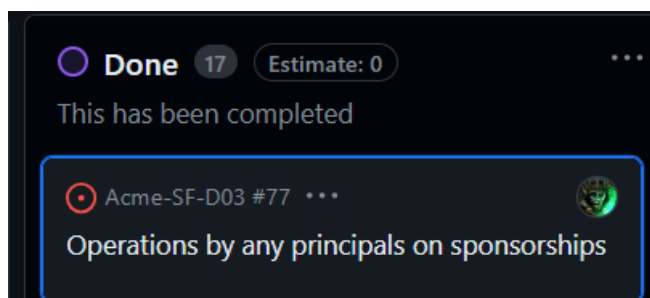 Done 17 Estimate: 0
This has been completed
Acme-SF-D03 #77
Operations by any principals on sponsorships